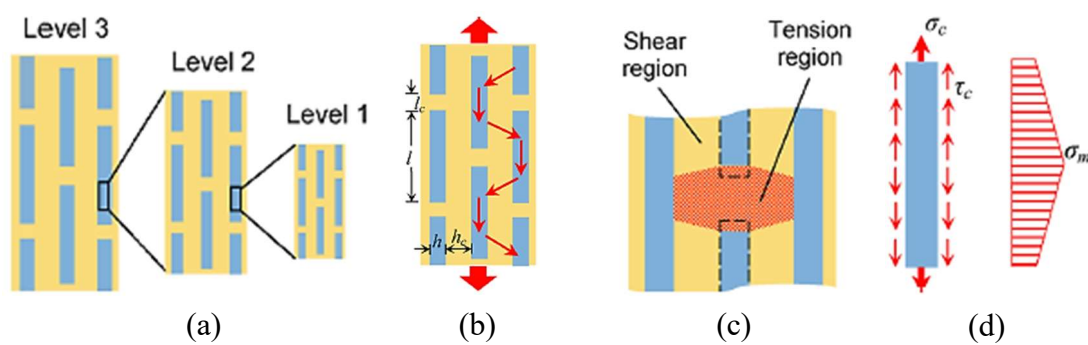 Level 3
Level 2
Level 1
l_c
l
h
h_c
Shear
region
Tension
region
σ_c
τ_c
σ_m
(a)
(b)
(c)
(d)